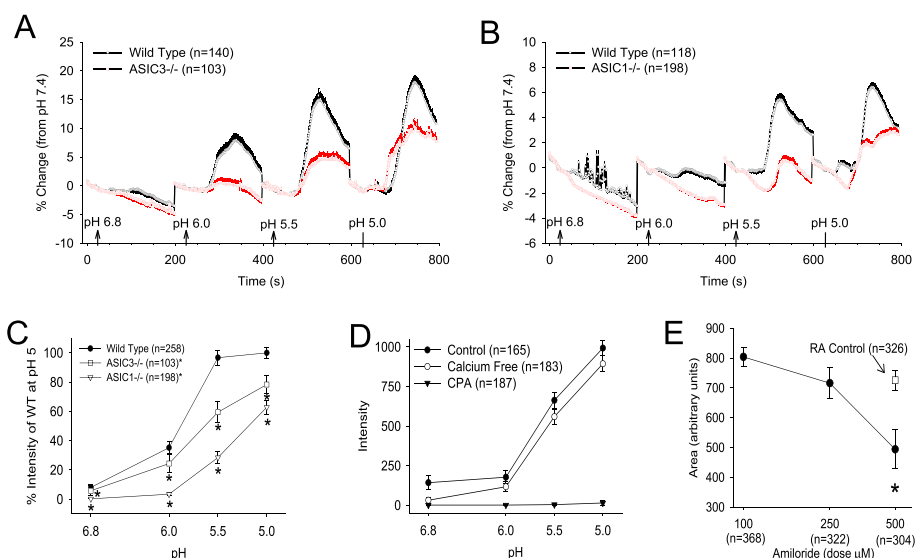 A
25
20
15
10
5
0
-5
-10
% Change (from pH 7.4)
Wild Type (n=140)
ASIC3-/- (n=103)
pH 6.8
pH 6.0
pH 5.5
pH 5.0
0
200
400
600
800
Time (s)
B
10
8
6
4
2
0
-2
-4
-6
% Change (from pH 7.4)
Wild Type (n=118)
ASIC1-/- (n=198)
pH 6.8
pH 6.0
pH 5.5
pH 5.0
0
200
400
600
800
Time (s)
C
100
80
60
40
20
0
% Intensity of WT at pH 5
Wild Type (n=258)
ASIC3-/- (n=103)*
ASIC1-/- (n=198)*
*
*
*
*
*
*
*
*
6.8
6.0
5.5
5.0
pH
D
1000
750
500
250
0
Intensity
Control (n=165)
Calcium Free (n=183)
CPA (n=187)
6.8
6.0
5.5
5.0
pH
E
900
800
700
600
500
400
300
Area (arbitrary units)
RA Control (n=326)
*
100
(n=368)
250
(n=322)
500
(n=304)
Amiloride (dose µM)